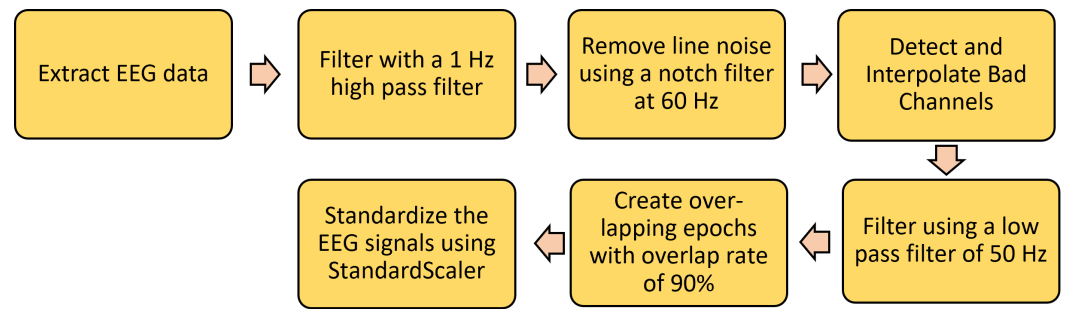 Extract EEG data
Filter with a 1 Hz
high pass filter
Remove line noise
using a notch filter
at 60 Hz
Detect and
Interpolate Bad
Channels
Filter using a low
pass filter of 50 Hz
Create over-
lapping epochs
with overlap rate
of 90%
Standardize the
EEG signals using
StandardScaler